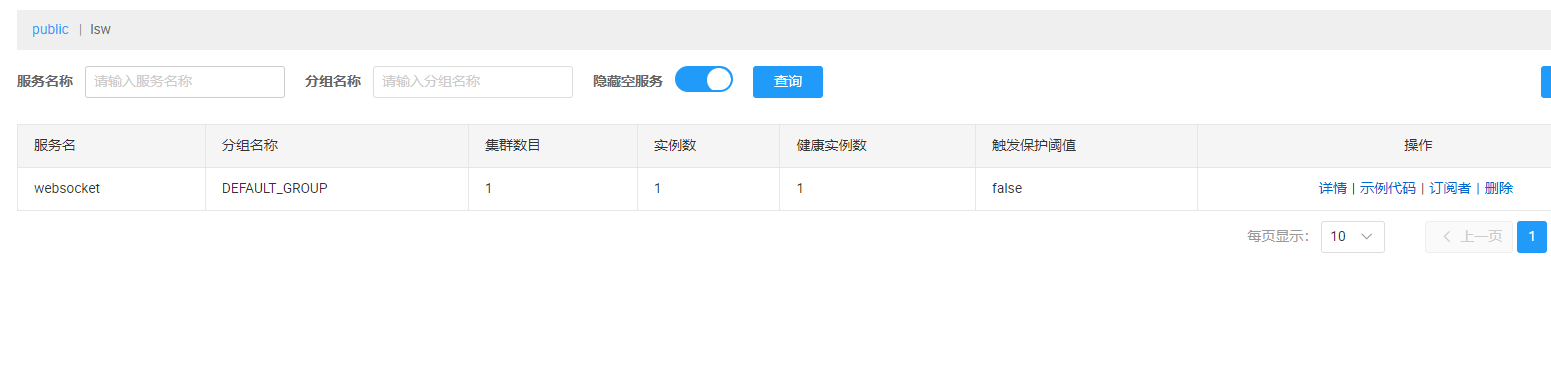 public | lsw
服务名称 请输入服务名称 分组名称 请输入分组名称 隐藏空服务 查询
服务名 分组名称 集群数目 实例数 健康实例数 触发保护阈值 操作
websocket DEFAULT_GROUP 1 1 1 false 详情 | 示例代码 | 订阅者 | 删除
每页显示: 10 上一页 1